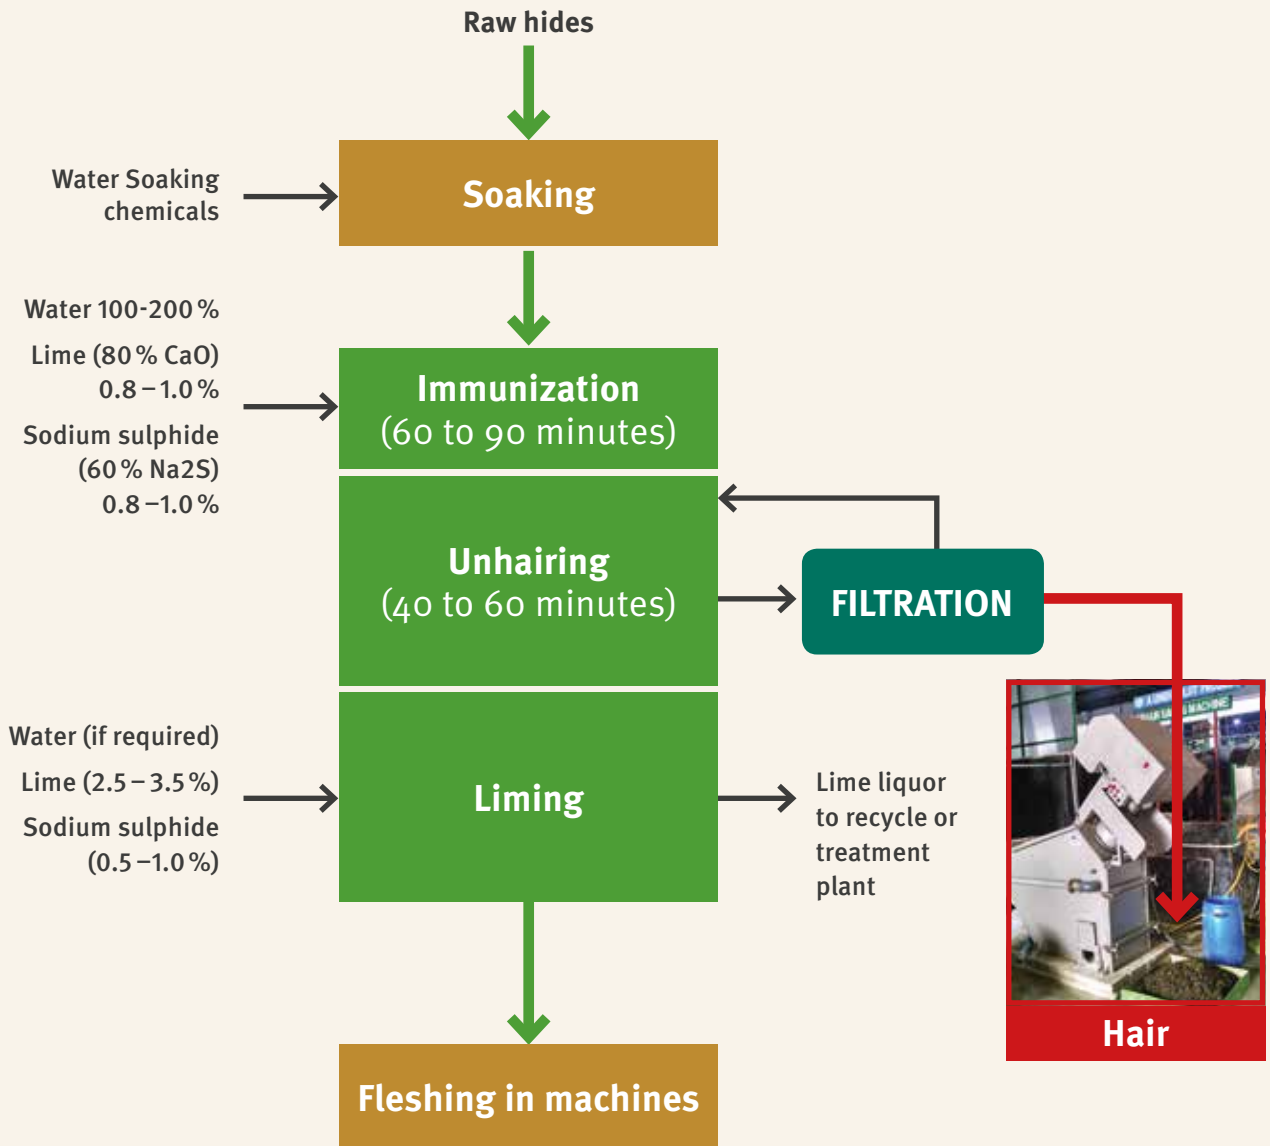 Raw hides
Water Soaking
chemicals
Soaking
Water 100-200 %
Lime (80 % CaO)
0.8 – 1.0 %
Sodium sulphide
(60 % Na2S)
0.8 – 1.0 %
Immunization
(60 to 90 minutes)
Unhairing
(40 to 60 minutes)
FILTRATION
Water (if required)
Lime (2.5 – 3.5 %)
Sodium sulphide
(0.5 – 1.0 %)
Liming
Lime liquor
to recycle or
treatment
plant
MACHINE
Hair
Fleshing in machines